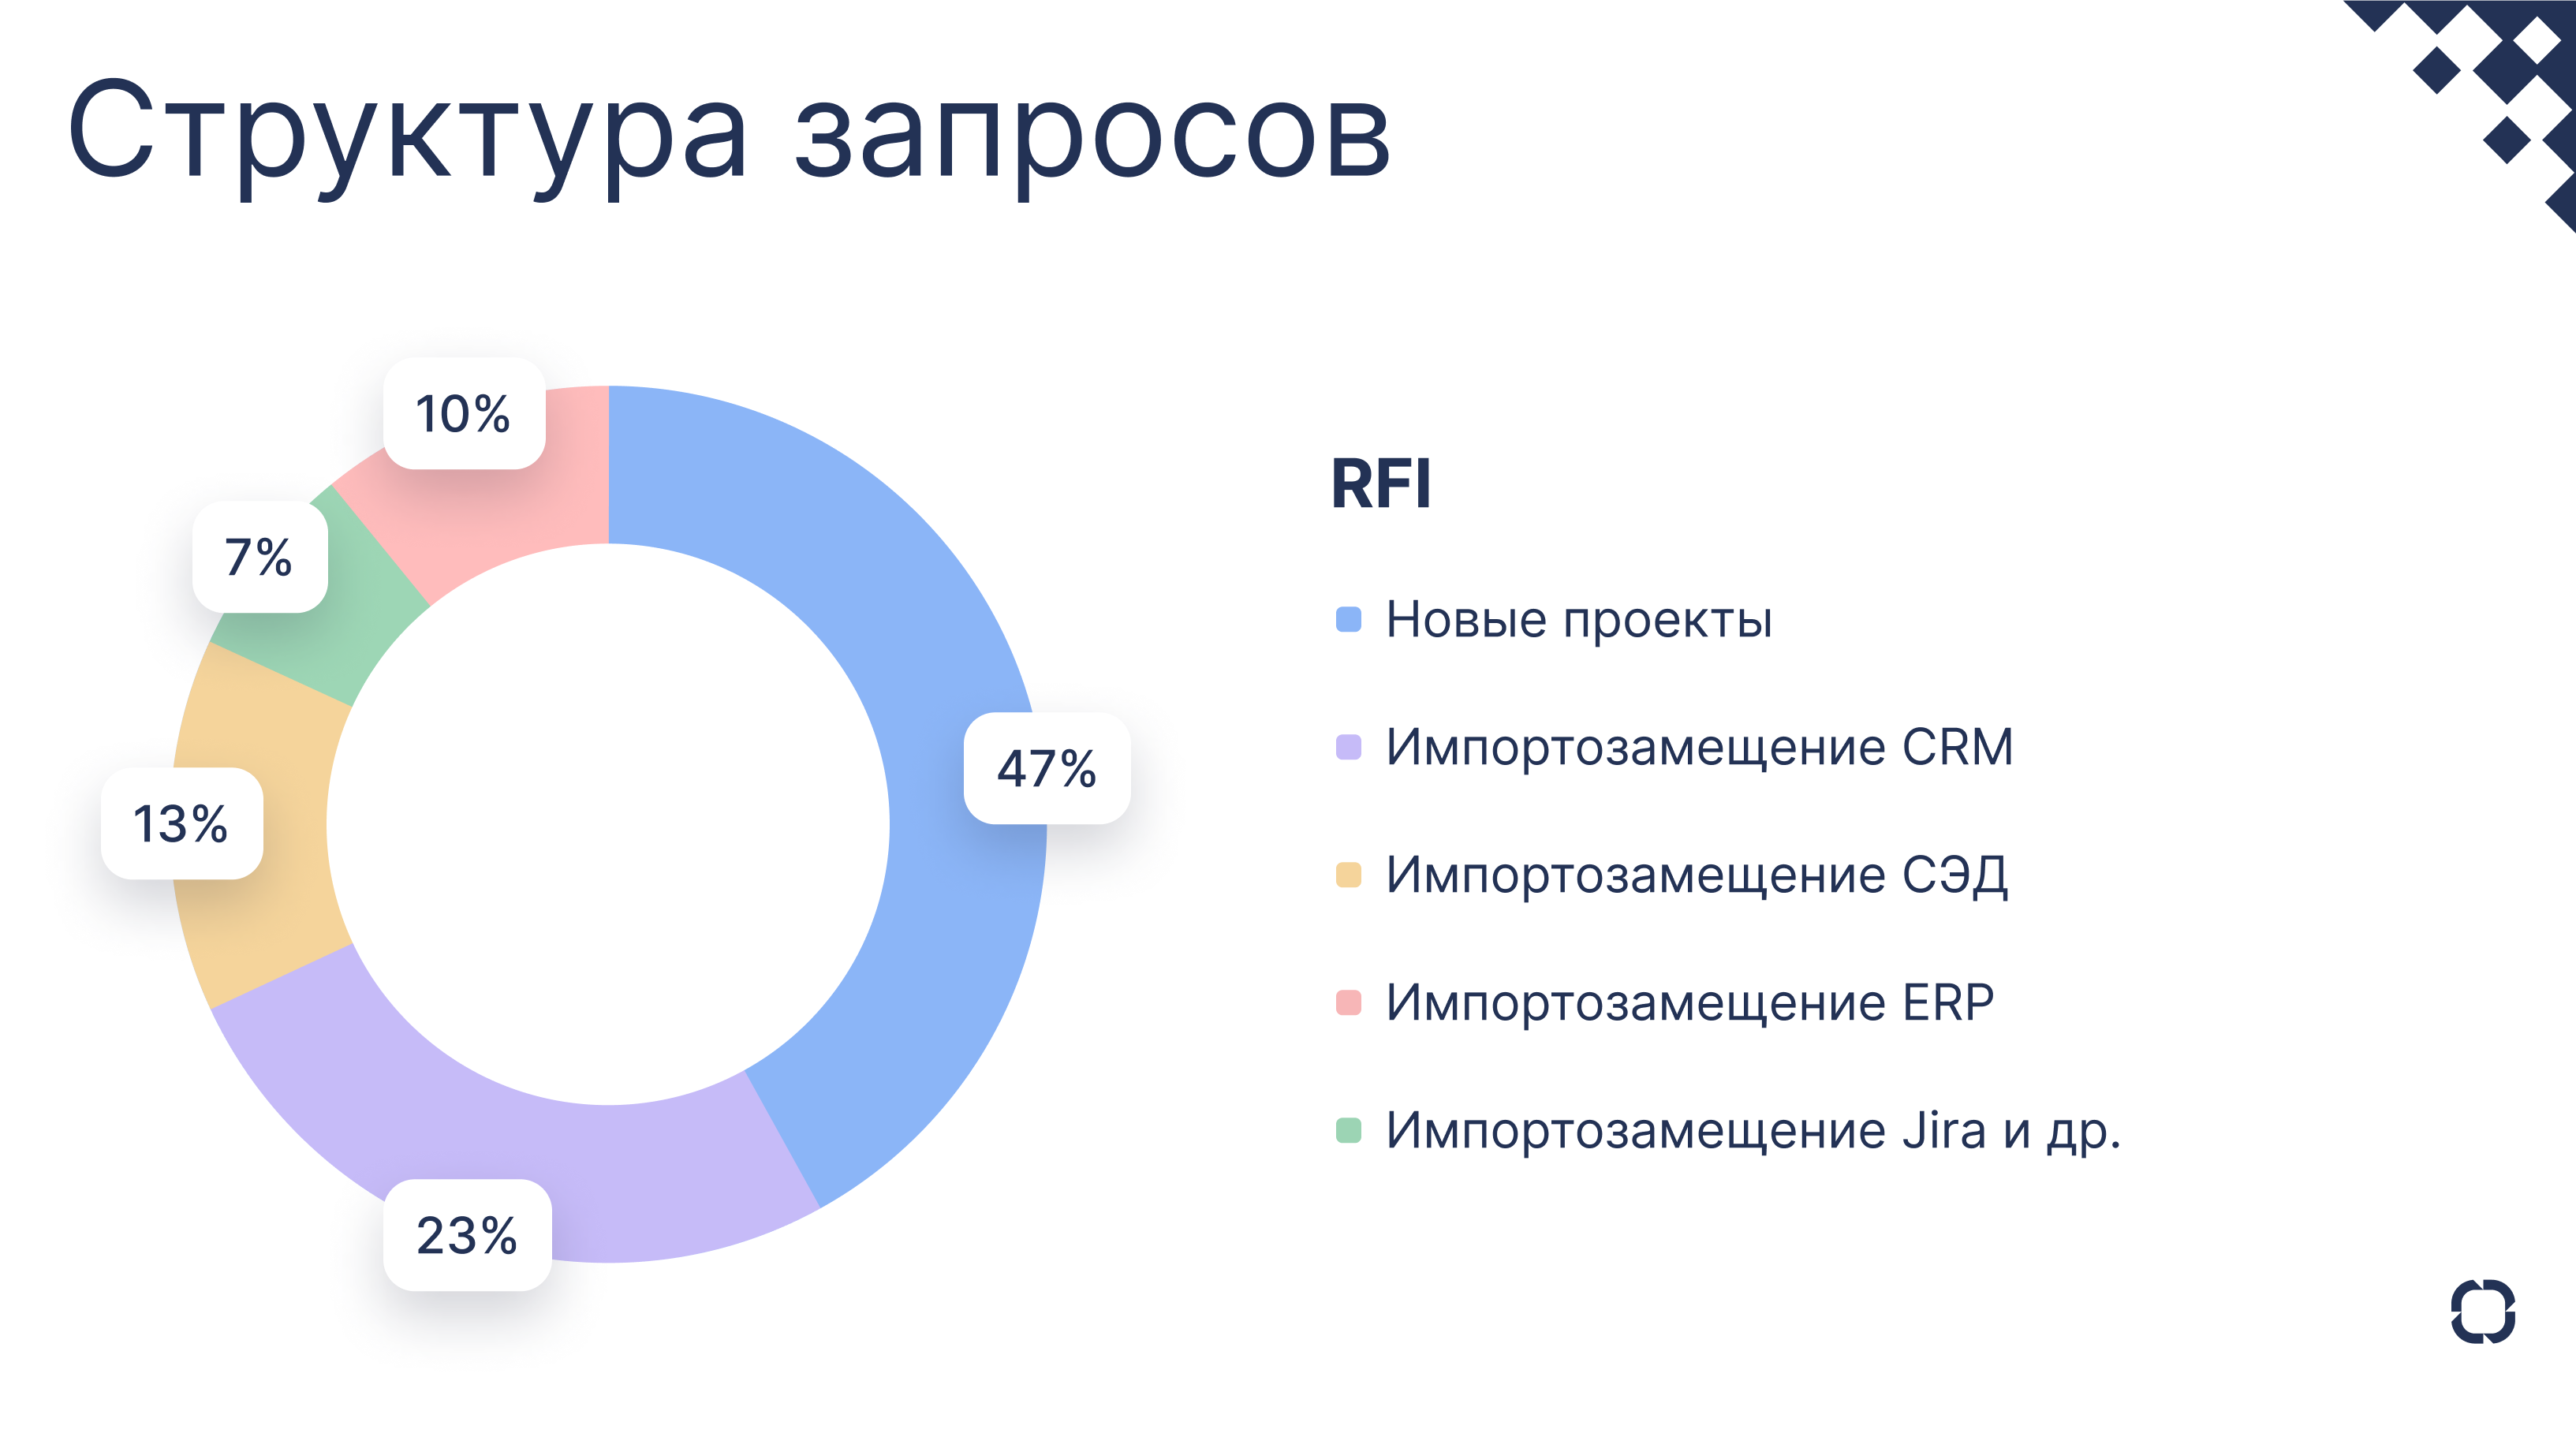 Структура запросов
10%
7%
47%
13%
23%
RFI
Новые проекты
Импортозамещение CRM
Импортозамещение СЭД
Импортозамещение ERP
Импортозамещение Jira и др.